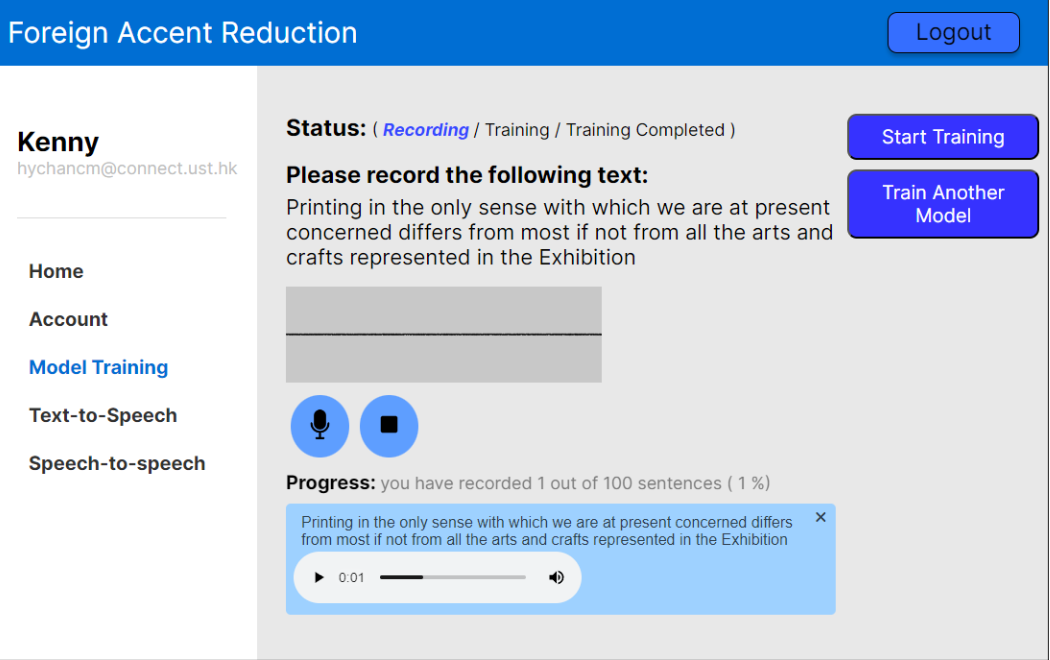 Foreign Accent Reduction
Logout
Kenny
hychancm@connect.ust.hk
Home
Account
Model Training
Text-to-Speech
Speech-to-speech
Status: ( Recording / Training / Training Completed )
Please record the following text:
Printing in the only sense with which we are at present
concerned differs from most if not from all the arts and
crafts represented in the Exhibition
Progress: you have recorded 1 out of 100 sentences ( 1 %)
Printing in the only sense with which we are at present concerned differs
from most if not from all the arts and crafts represented in the Exhibition
0:01
Start Training
Train Another
Model